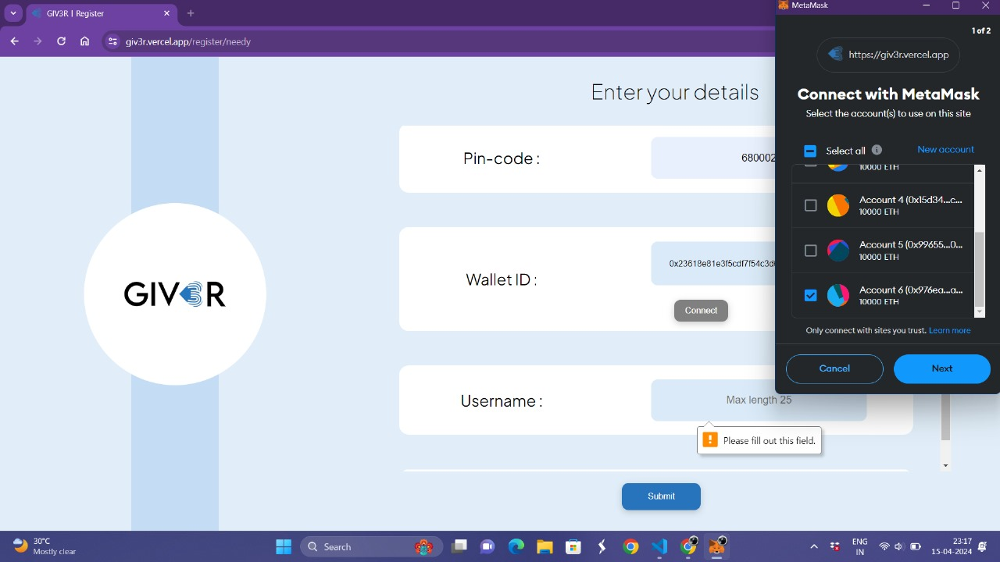 GIV3R | Register
giv3r.vercel.app/register/needy
Enter your details
Pin-code :
680002
Wallet ID :
0x23618e81e3f5cdf7f54c3d
Connect
Username :
Max length 25
Please fill out this field.
Submit
GIV3R
MetaMask
1 of 2
https://giv3r.vercel.app
Connect with MetaMask
Select the account(s) to use on this site
Select all
New account
10000 ETH
Account 4 (0x15d34...c...
10000 ETH
Account 5 (0x99655...0...
10000 ETH
Account 6 (0x976ea...a...
10000 ETH
Only connect with sites you trust. Learn more
Cancel
Next
30°C
Mostly clear
Search
ENG
IN
23:17
15-04-2024